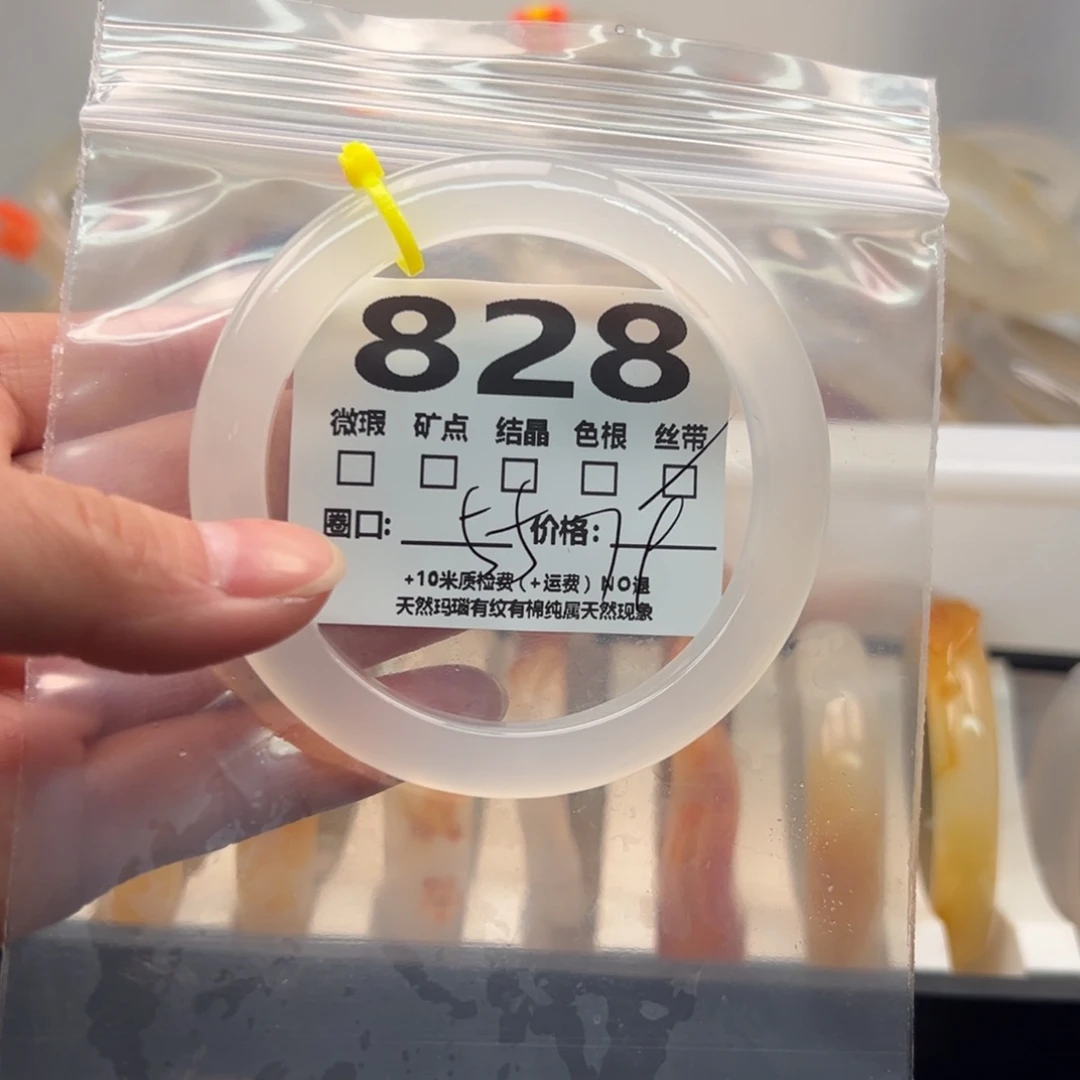 828
微瑕 矿点 结晶 色根 丝带
圈口: 55 价格:
+10米质检费(+运费) NO退
天然玛瑙有纹有棉纯属天然现象